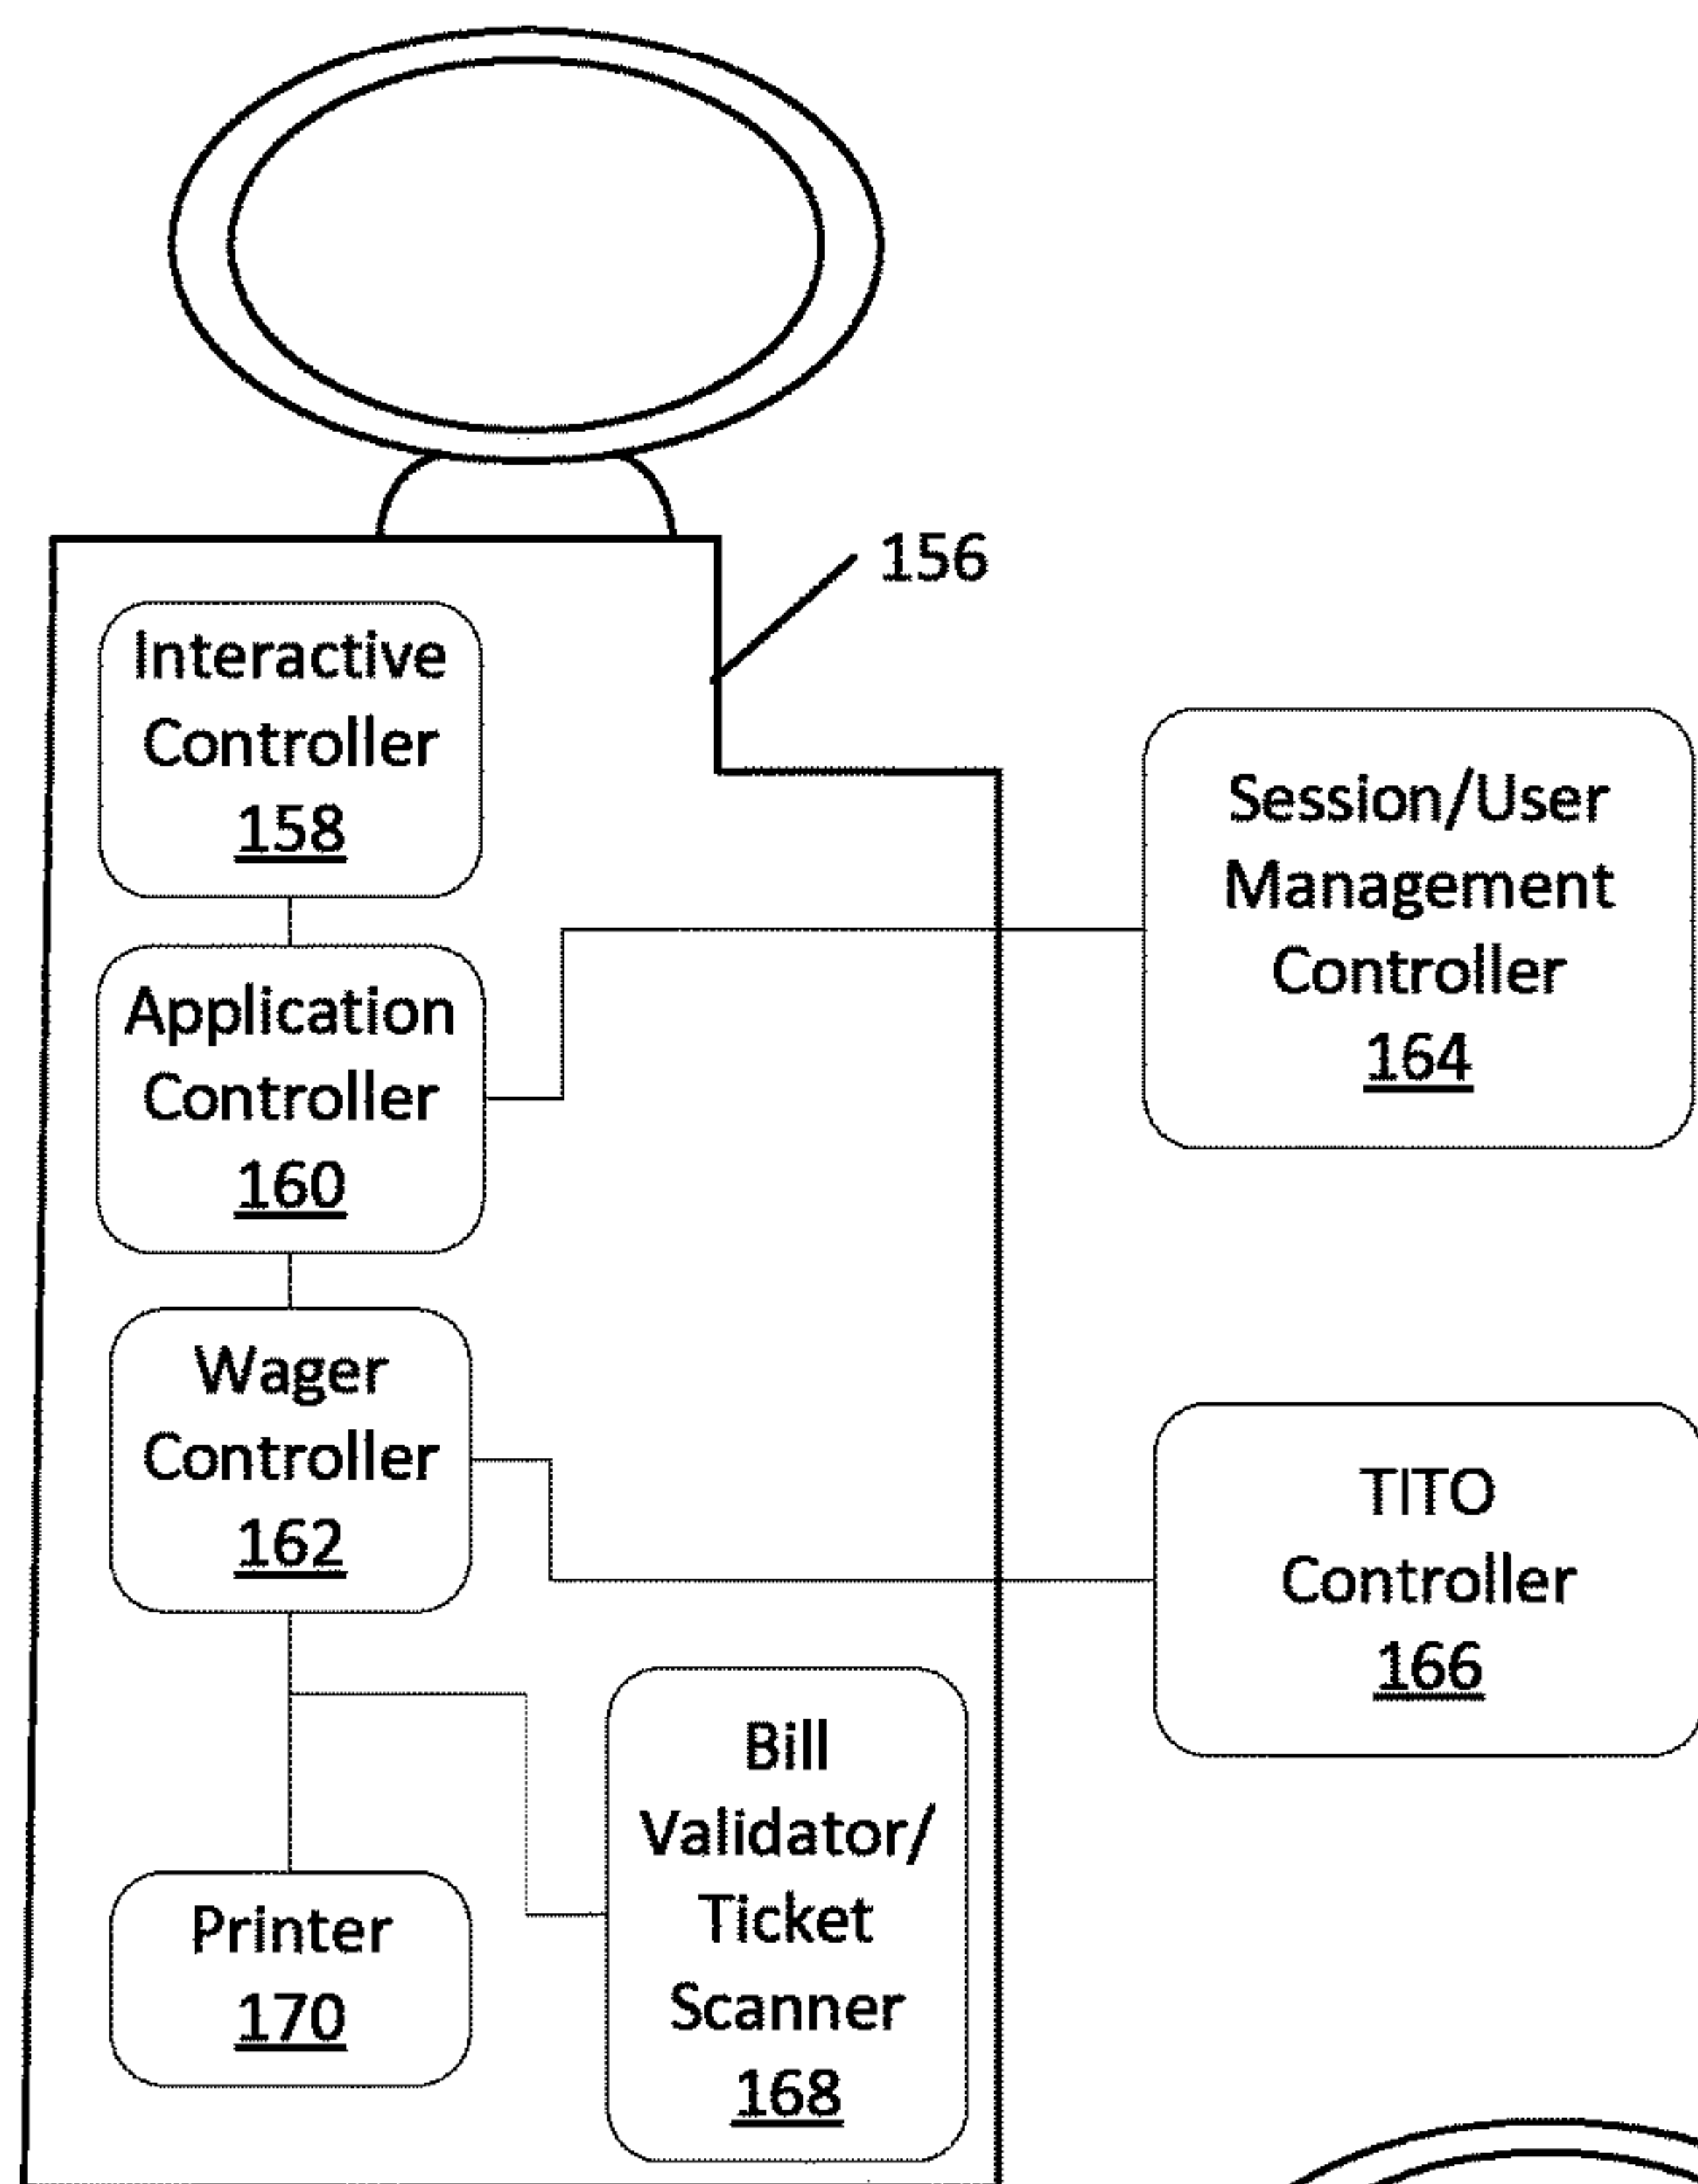 156
Interactive
Controller
158
Session/User
Management
Controller
164
Application
Controller
160
Wager
Controller
162
TITO
Controller
166
Bill
Validator/
Ticket
Scanner
168
Printer
170